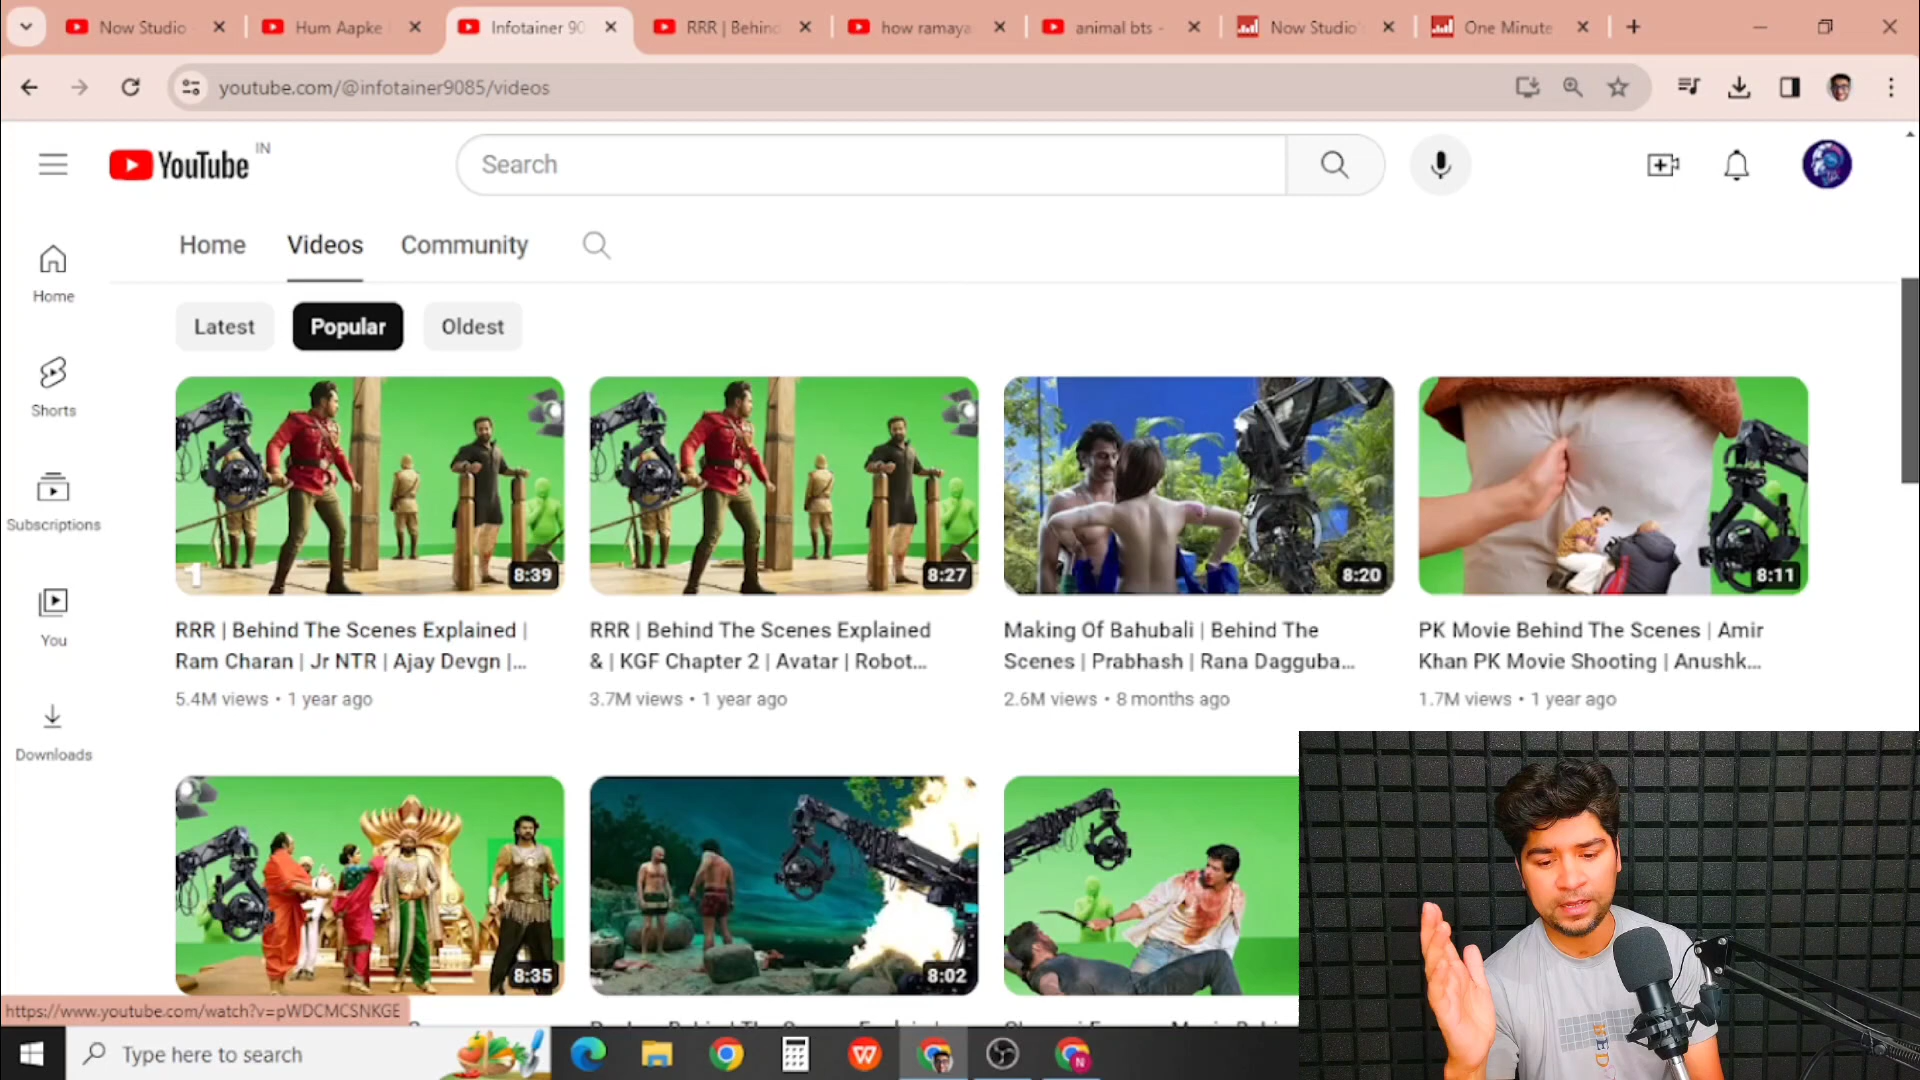 Now Studio
Hum Aapke
Infotainer 90
RRR | Behind
how ramaya
animal bts -
Now Studio's
One Minute
youtube.com/@infotainer9085/videos
YouTube IN
Search
Home Videos Community
Home
Shorts
Subscriptions
You
Downloads
Latest Popular Oldest
8:39
8:27
8:20
8:11
RRR | Behind The Scenes Explained |
Ram Charan | Jr NTR | Ajay Devgn |...
5.4M views • 1 year ago
RRR | Behind The Scenes Explained
& | KGF Chapter 2 | Avatar | Robot...
3.7M views • 1 year ago
Making Of Bahubali | Behind The
Scenes | Prabhash | Rana Dagguba...
2.6M views • 8 months ago
PK Movie Behind The Scenes | Amir
Khan PK Movie Shooting | Anushk...
1.7M views • 1 year ago
8:35
8:02
https://www.youtube.com/watch?v=pWDCMCSNKGE
Type here to search